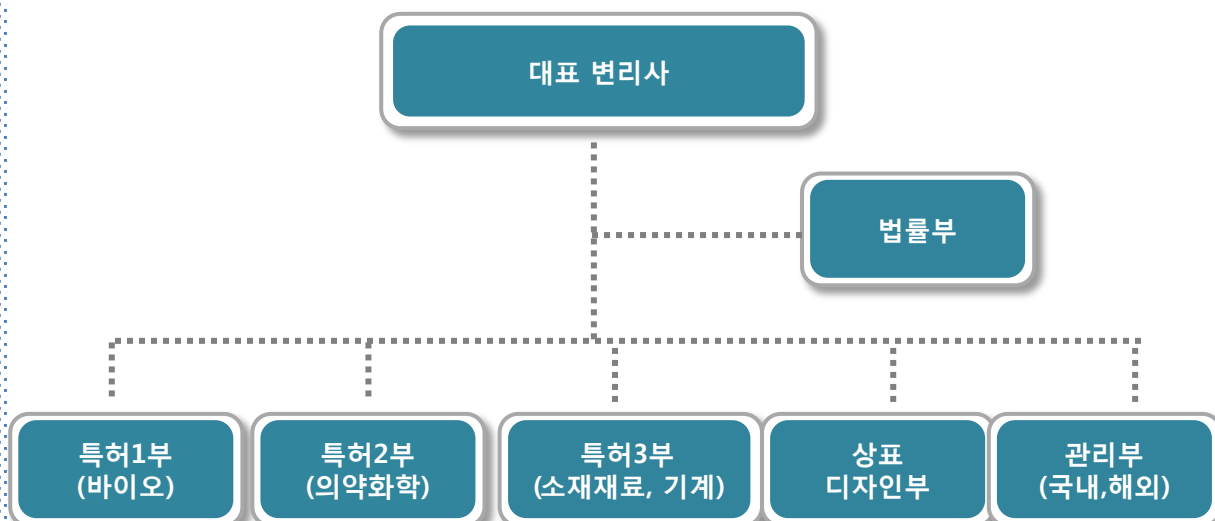 대표 변리사
법률부
특허1부
(바이오)
특허2부
(의약화학)
특허3부
(소재재료, 기계)
상표
디자인부
관리부
(국내,해외)